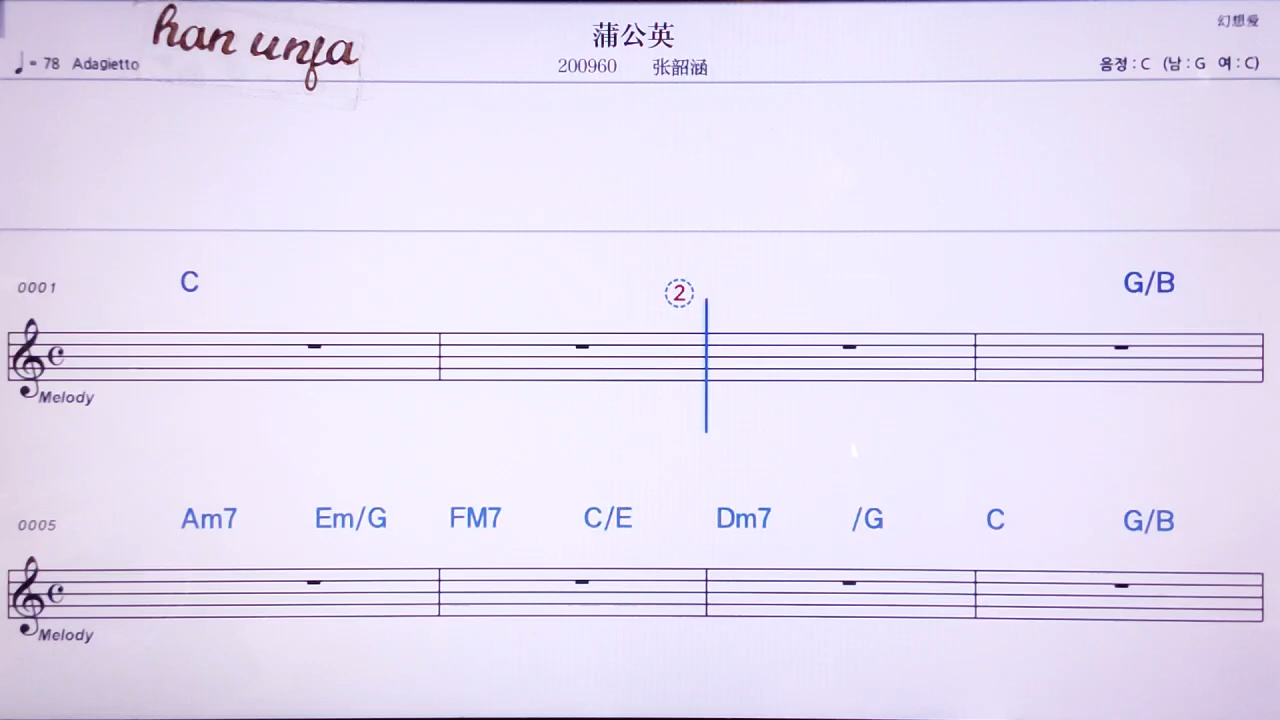 han unfa
蒲公英
幻想爱
♩= 78 Adagietto
200960 张韶涵
음정 : C (남 : G 여 : C)
0001 C ② G/B
Melody
0005 Am7 Em/G FM7 C/E Dm7 /G C G/B
Melody